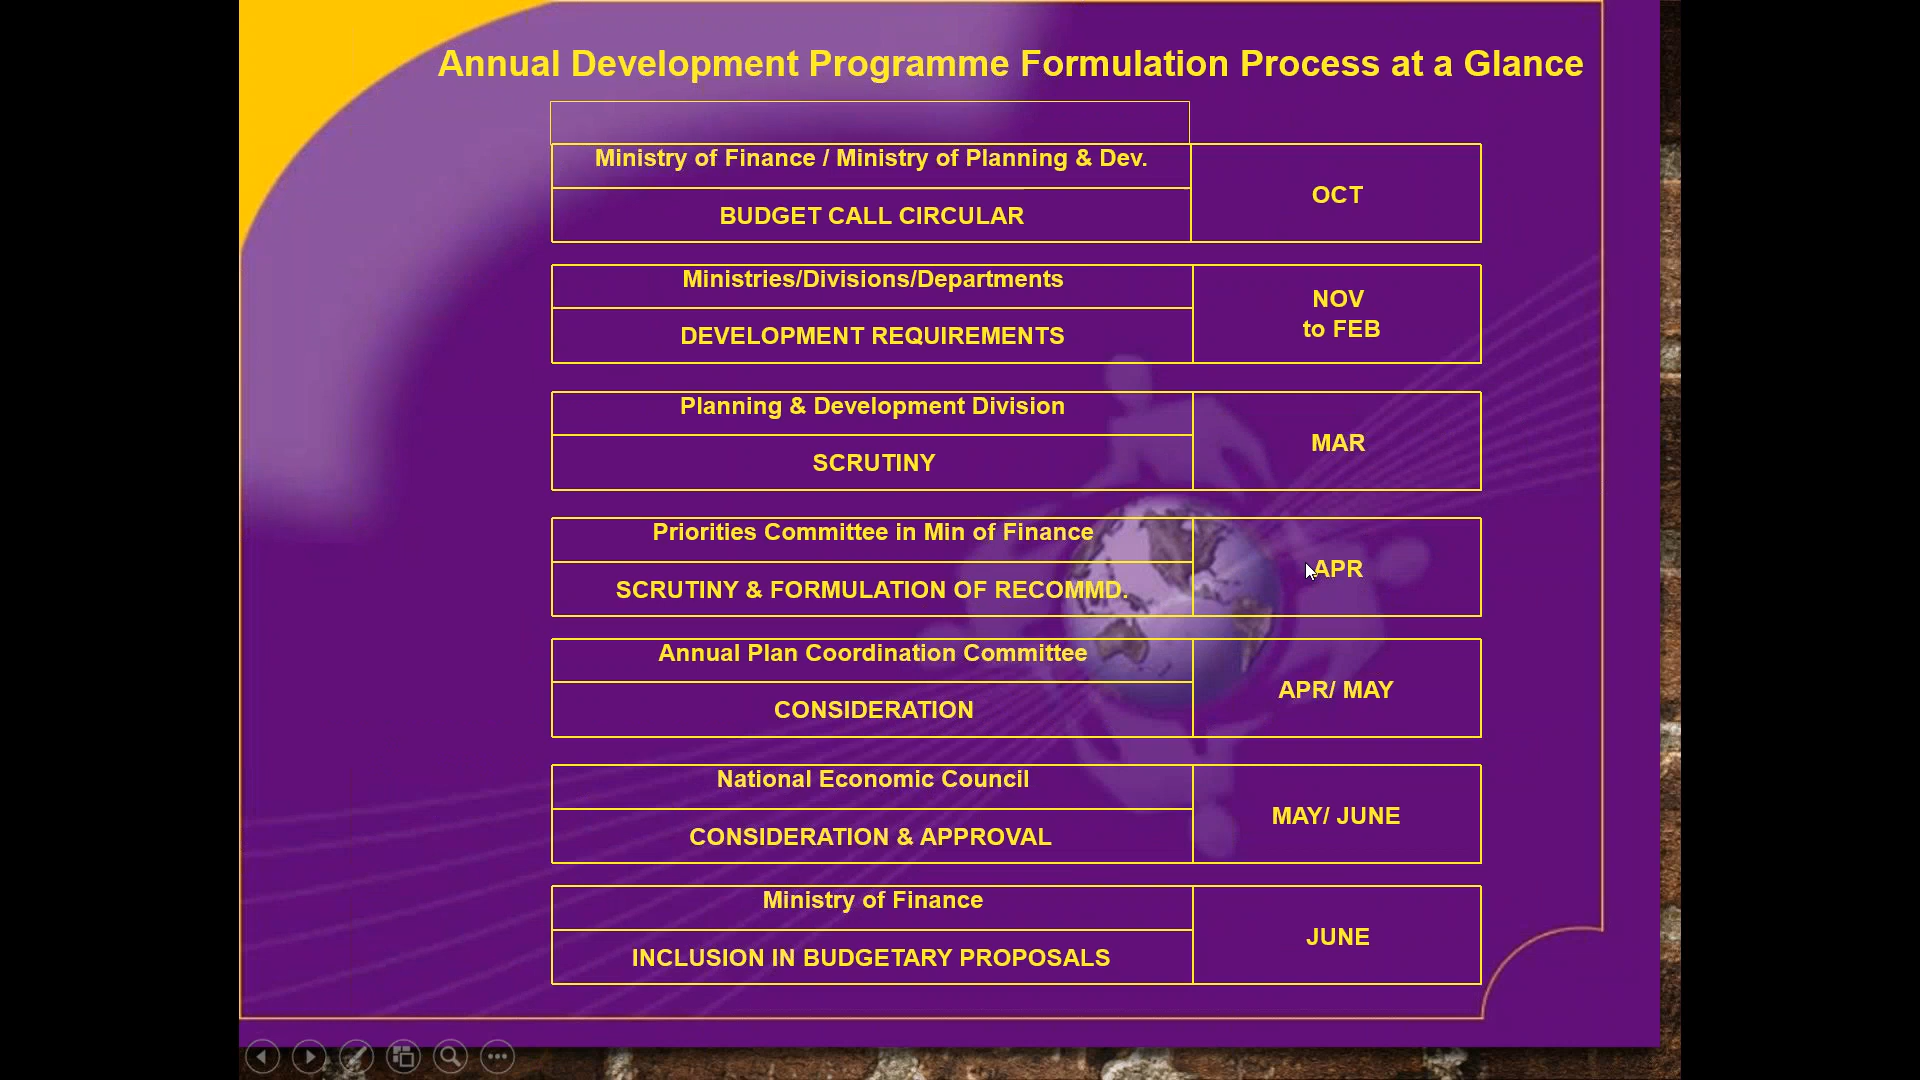 Annual Development Programme Formulation Process at a Glance
Ministry of Finance / Ministry of Planning & Dev.
BUDGET CALL CIRCULAR
OCT
Ministries/Divisions/Departments
DEVELOPMENT REQUIREMENTS
NOV
to FEB
Planning & Development Division
SCRUTINY
MAR
Priorities Committee in Min of Finance
SCRUTINY & FORMULATION OF RECOMMD.
APR
Annual Plan Coordination Committee
CONSIDERATION
APR/ MAY
National Economic Council
CONSIDERATION & APPROVAL
MAY/ JUNE
Ministry of Finance
INCLUSION IN BUDGETARY PROPOSALS
JUNE